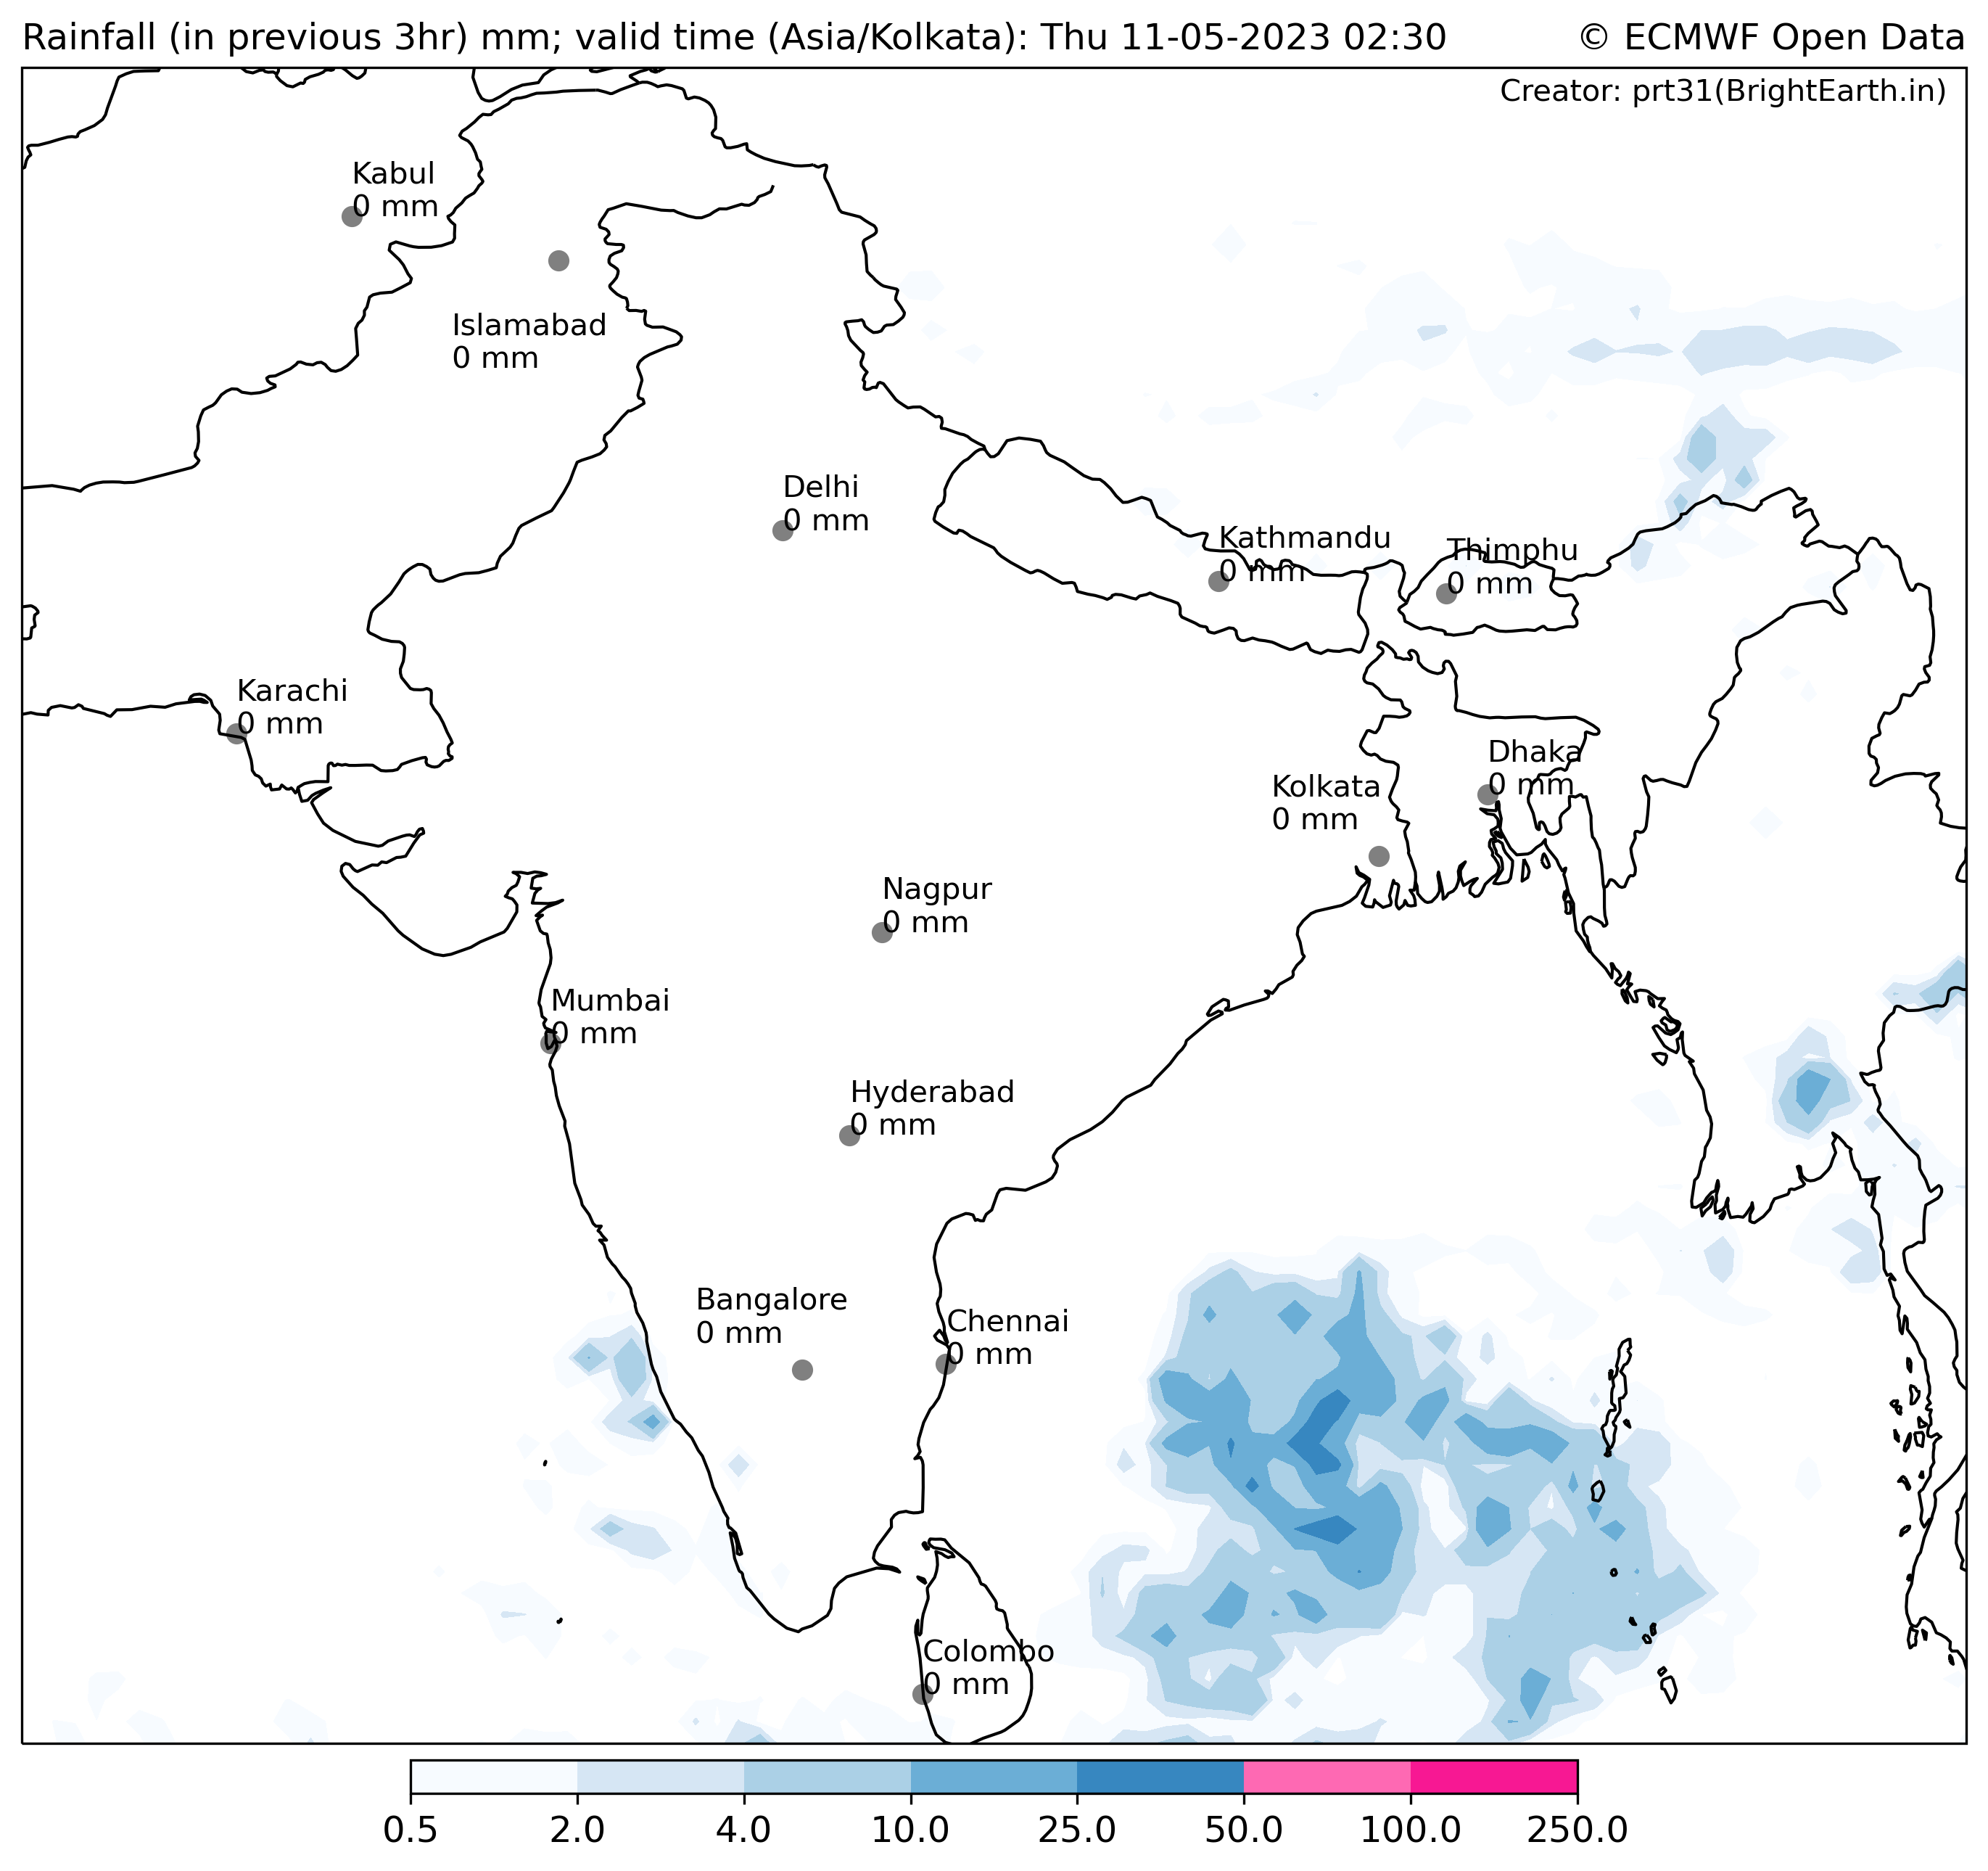 Rainfall (in previous 3hr) mm; valid time (Asia/Kolkata): Thu 11-05-2023 02:30
© ECMWF Open Data
Creator: prt31(BrightEarth.in)
Kabul
0 mm
Islamabad
0 mm
Delhi
0 mm
Kathmandu
0 mm
Thimphu
0 mm
Karachi
0 mm
Dhaka
0 mm
Kolkata
0 mm
Nagpur
0 mm
Mumbai
0 mm
Hyderabad
0 mm
Bangalore
0 mm
Chennai
0 mm
Colombo
0 mm
0.5 2.0 4.0 10.0 25.0 50.0 100.0 250.0